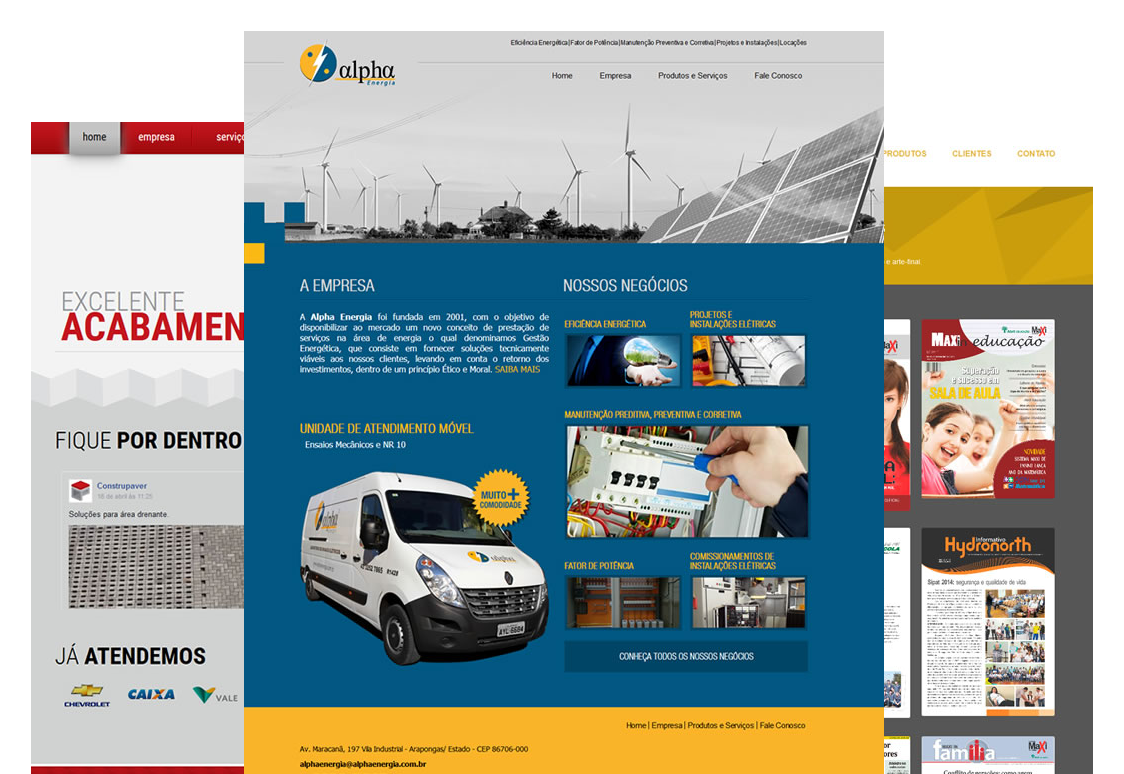 home empresa
EXCELENTE
FIQUE POR DENTRO
Construpaver
16 de abril às 11:25
Soluções para área drenante.
JÁ ATENDEMOS
CHEVROLET
CAIXA
VALE
Eficiência Energética|Fator de Potência|Manutenção Preventiva e Corretiva|Projetos e Instalações|Locações
alpha
Energia
Home Empresa Produtos e Serviços Fale Conosco
A EMPRESA
A Alpha Energia foi fundada em 2001, com o objetivo de
disponibilizar ao mercado um novo conceito de prestação de
serviços na área de energia o qual denominamos Gestão
Energética, que consiste em fornecer soluções tecnicamente
viáveis aos nossos clientes, levando em conta o retorno dos
investimentos, dentro de um princípio Ético e Moral. SAIBA MAIS
UNIDADE DE ATENDIMENTO MÓVEL
Ensaios Mecânicos e NR 10
MUITO+
COMODIDADE
alpha
alpha
AYL-6604
NOSSOS NEGÓCIOS
EFICIÊNCIA ENERGÉTICA
PROJETOS E
INSTALAÇÕES ELÉTRICAS
MANUTENÇÃO PREDITIVA, PREVENTIVA E CORRETIVA
FATOR DE POTÊNCIA
COMISSIONAMENTOS DE
INSTALAÇÕES ELÉTRICAS
CONHEÇA TODOS OS NOSSOS NEGÓCIOS
Home | Empresa | Produtos e Serviços | Fale Conosco
Av. Maracanã, 197 Vila Industrial - Arapongas/ Estado - CEP 86706-000
alphaenergia@alphaenergia.com.br
PRODUTOS CLIENTES CONTATO
e arte-final
MAXi educação
Superação
e sucesso em
SALA DE AULA
NOVIDADE
Informativo
Hydronorth
Sipat 2014: segurança e qualidade de vida
família
MaXi